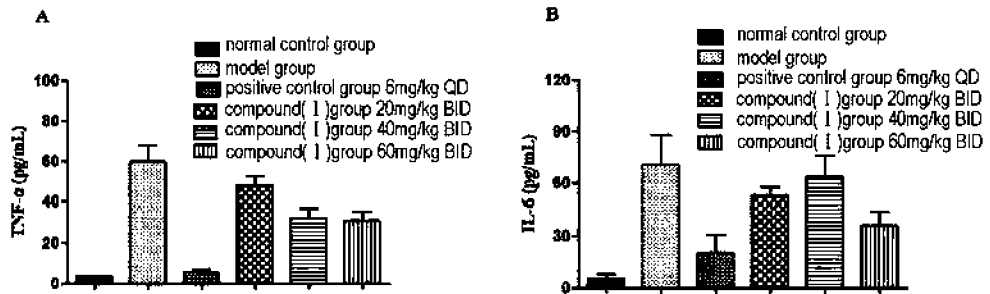 A
normal control group
model group
positive control group 6mg/kg QD
compound( I )group 20mg/kg BID
compound( I )group 40mg/kg BID
compound( I )group 60mg/kg BID
100
80
60
40
20
0
TNF-α (pg/mL)
B
normal control group
model group
positive control group 6mg/kg QD
compound( I )group 20mg/kg BID
compound( I )group 40mg/kg BID
compound( I )group 60mg/kg BID
120
90
60
30
0
IL-6 (pg/mL)